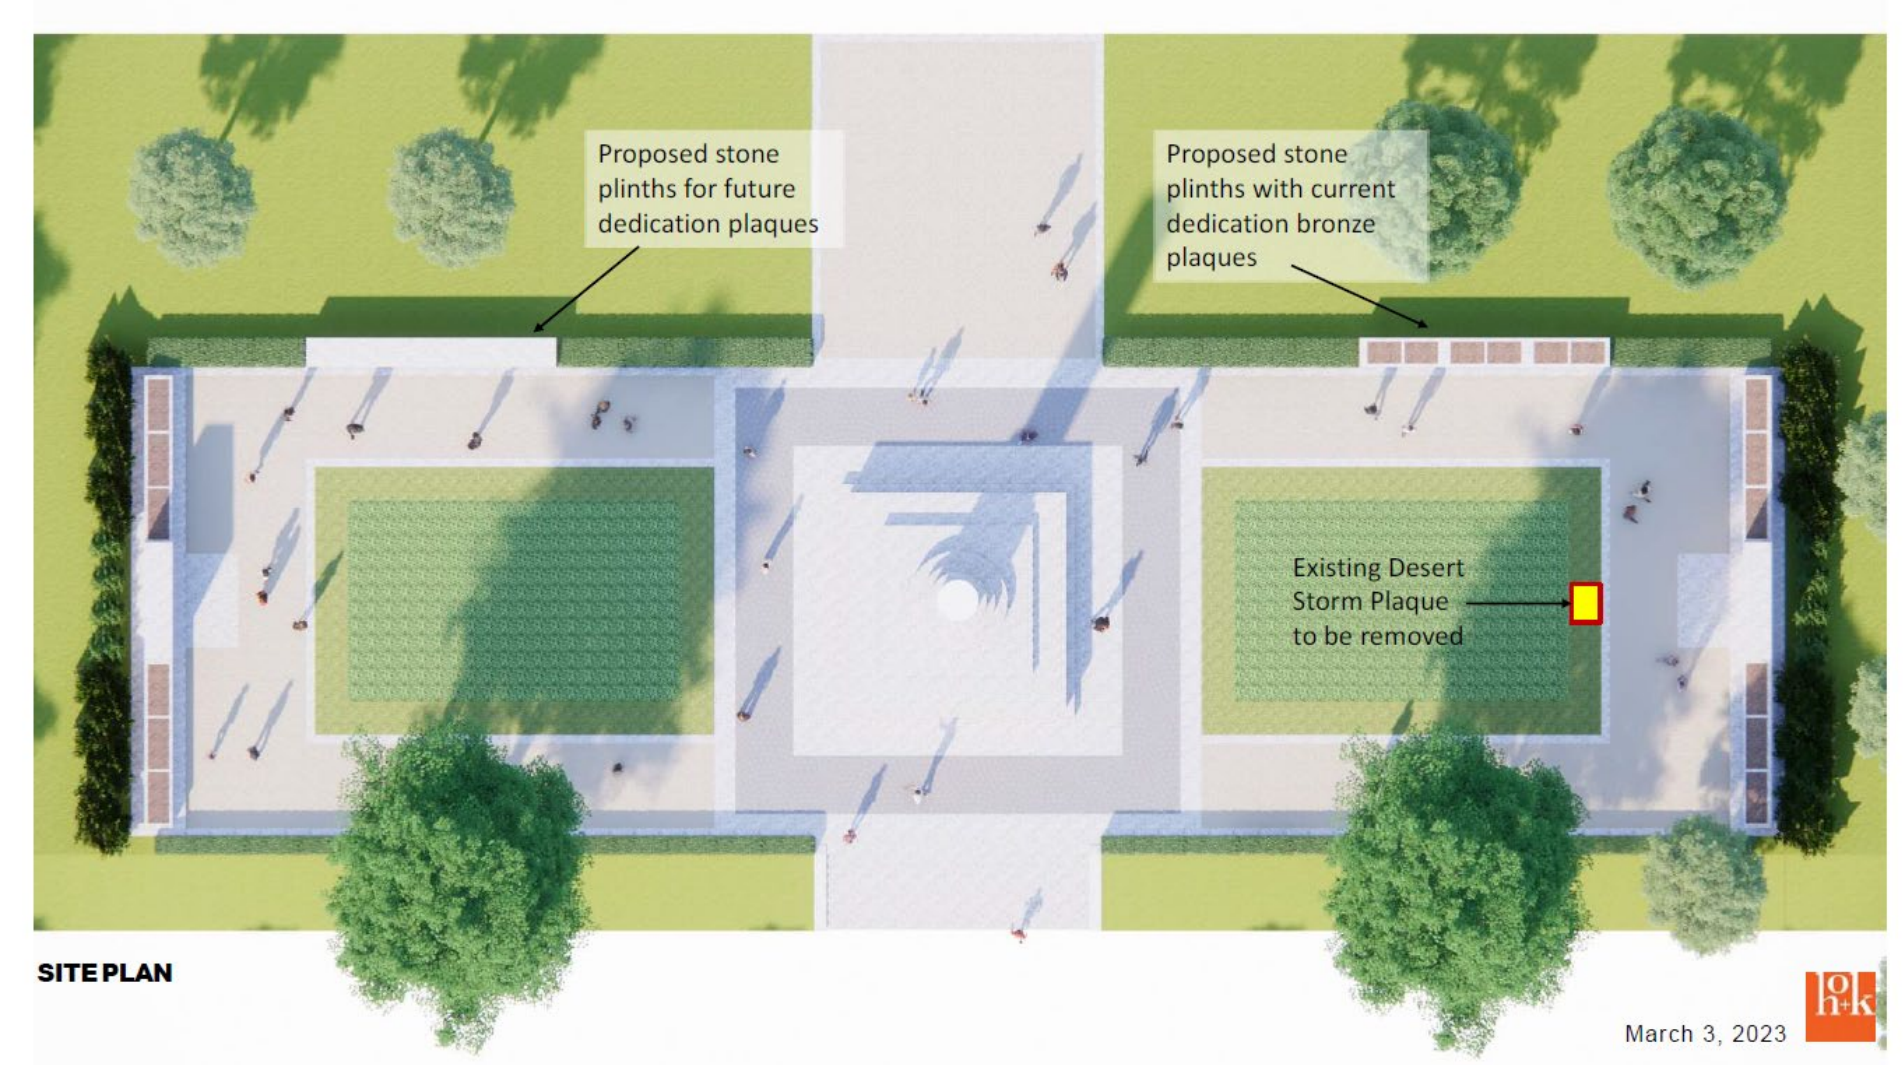 Proposed stone
plinths for future
dedication plaques
Proposed stone
plinths with current
dedication bronze
plaques
Existing Desert
Storm Plaque
to be removed
SITE PLAN
March 3, 2023
hok